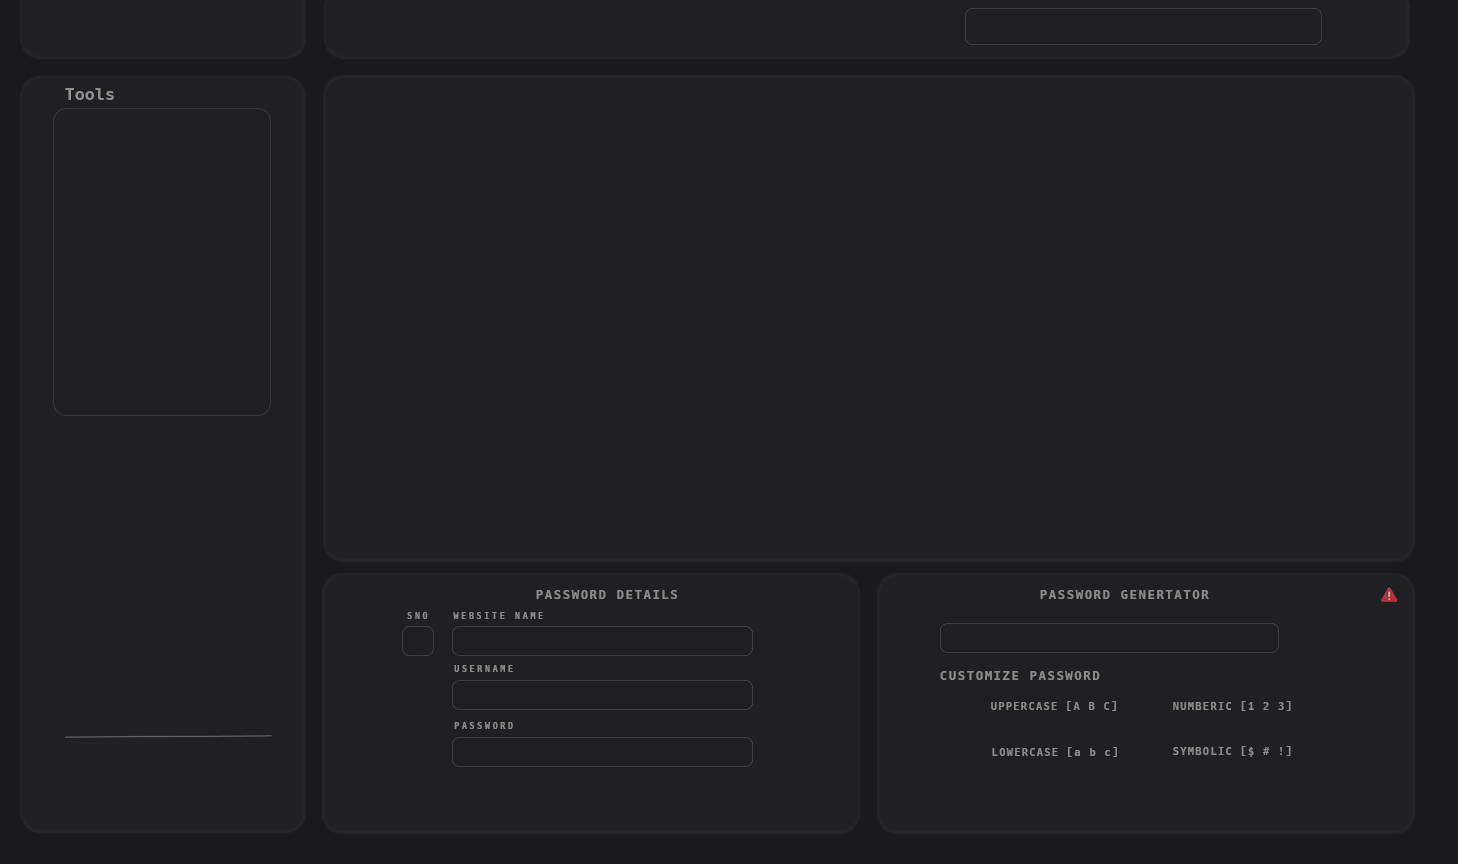 Tools
PASSWORD DETAILS
SNO
WEBSITE NAME
USERNAME
PASSWORD
PASSWORD GENERTATOR
!
CUSTOMIZE PASSWORD
UPPERCASE [A B C]
NUMBERIC [1 2 3]
LOWERCASE [a b c]
SYMBOLIC [$ # !]